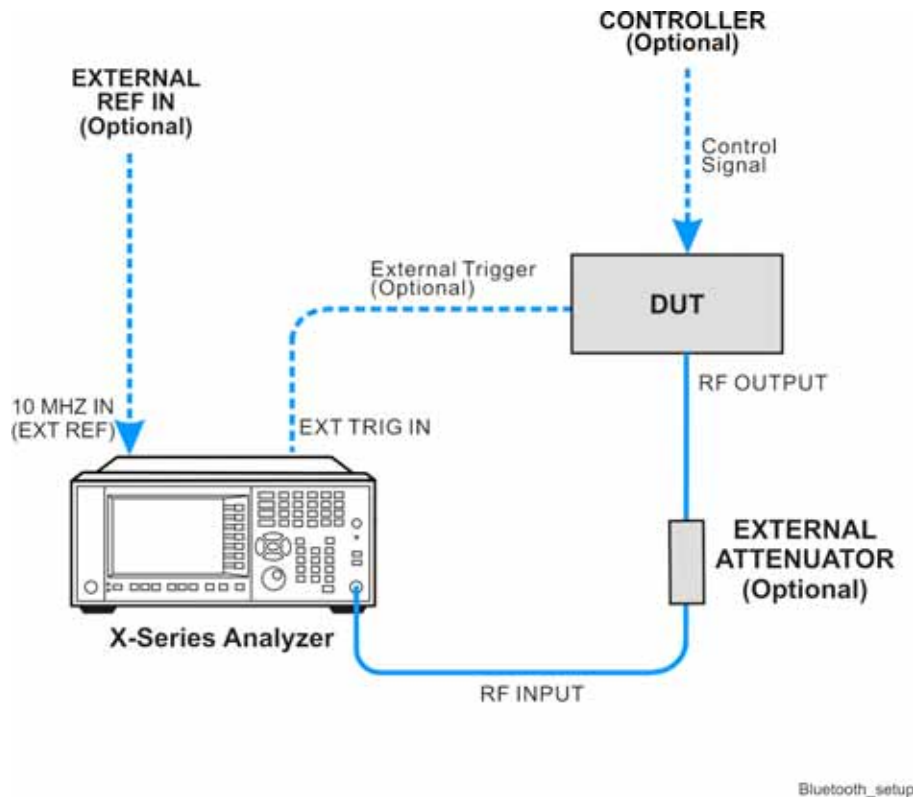 CONTROLLER
(Optional)
EXTERNAL
REF IN
(Optional)
Control
Signal
External Trigger
(Optional)
DUT
RF OUTPUT
10 MHZ IN
(EXT REF)
EXT TRIG IN
EXTERNAL
ATTENUATOR
(Optional)
X-Series Analyzer
RF INPUT
Bluetooth_setup